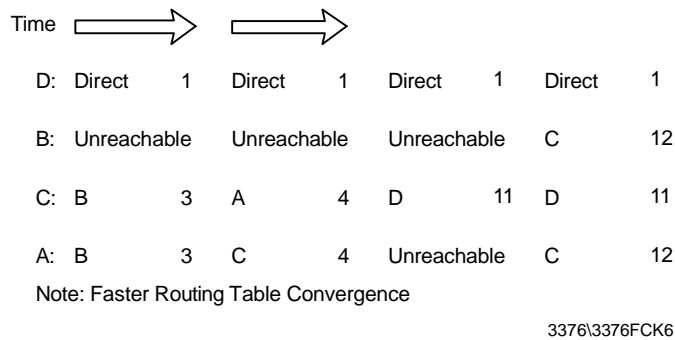 Time
D: Direct 1 Direct 1 Direct 1 Direct 1
B: Unreachable Unreachable Unreachable C 12
C: B 3 A 4 D 11 D 11
A: B 3 C 4 Unreachable C 12
Note: Faster Routing Table Convergence
3376\3376FCK6